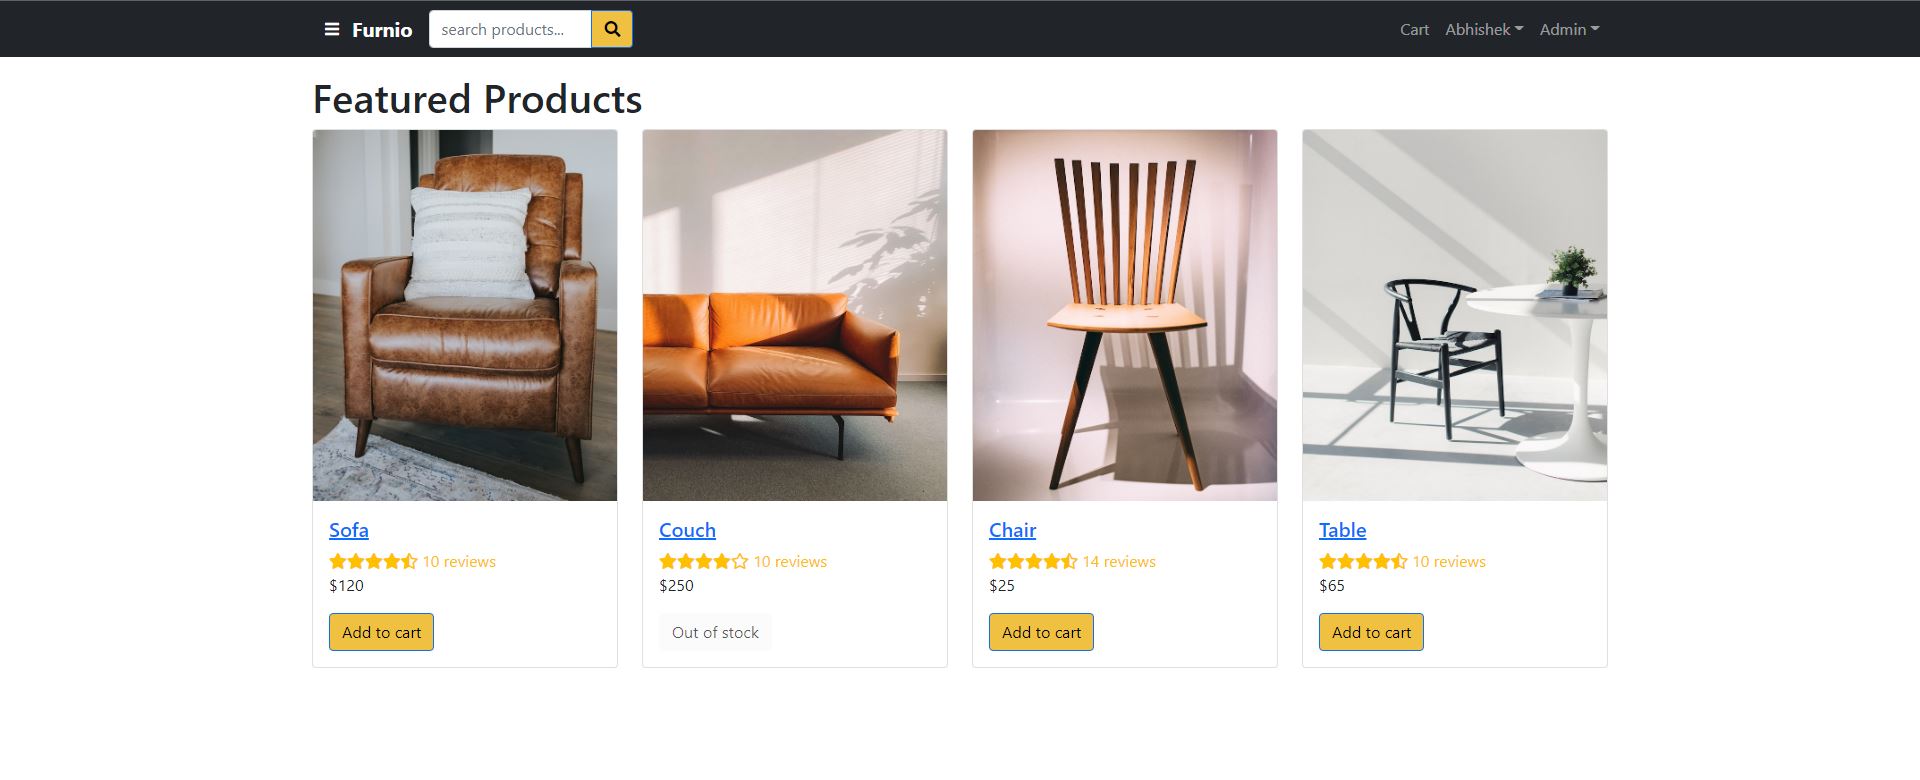 Furnio search products... Cart Abhishek Admin
Featured Products
Sofa
10 reviews
$120
Add to cart
Couch
10 reviews
$250
Out of stock
Chair
14 reviews
$25
Add to cart
Table
10 reviews
$65
Add to cart